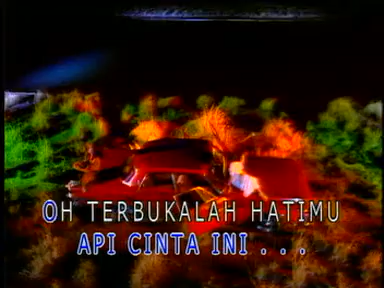 OH TERBUKALAH HATIMU
API CINTA INI . . .